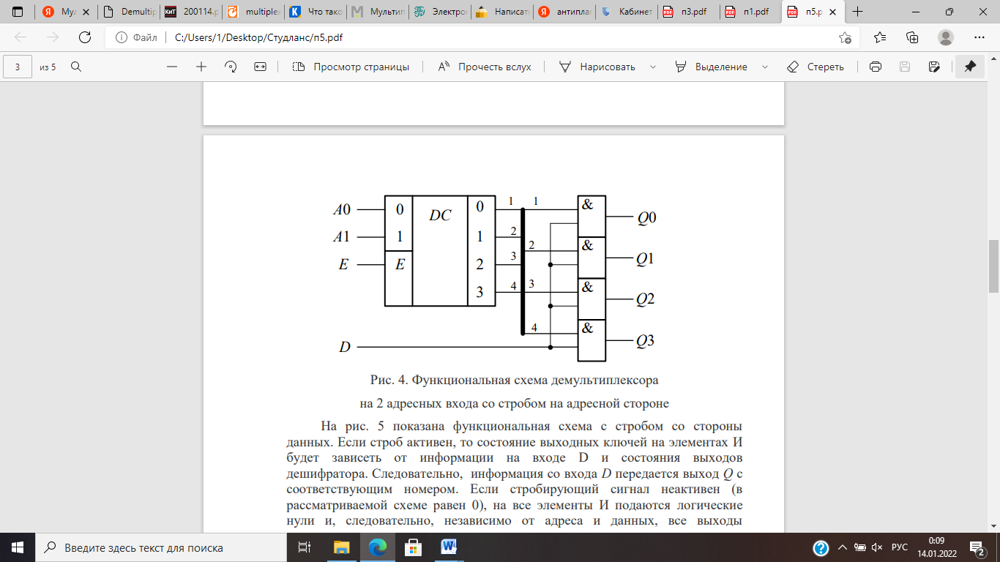 Мул Demultip 200114.p multiplex Что такс Мультип Электрон Написать антиплаг Кабинет п3.pdf п1.pdf п5.p
Файл C:/Users/1/Desktop/Студланс/п5.pdf
3 из 5 Просмотр страницы Прочесть вслух Нарисовать Выделение Стереть
A0 0 DC 0 1 1 & Q0
A1 1 1 2 2 & Q1
E E 2 3 3 & Q2
3 4 4 & Q3
D
Рис. 4. Функциональная схема демультиплексора
на 2 адресных входа со стробом на адресной стороне
На рис. 5 показана функциональная схема с стробом со стороны
данных. Если строб активен, то состояние выходных ключей на элементах И
будет зависеть от информации на входе D и состояния выходов
дешифратора. Следовательно, информация со входа D передается выход Q с
соответствующим номером. Если стробирующий сигнал неактивен (в
рассматриваемой схеме равен 0), на все элементы И подаются логические
нули и, следовательно, независимо от адреса и данных, все выходы
Введите здесь текст для поиска РУС 0:09
14.01.2022 2